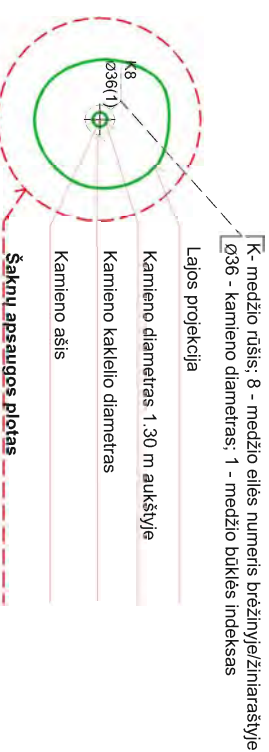 K- medžio rūšis; 8 - medžio eilės numeris brėžinyje/žiniaraštyje
ø36 - kamieno diametras; 1 - medžio būklės indeksas
K8
ø36(1)
Lajos projekcija
Kamieno diametras 1.30 m aukštyje
Kamieno kaklelio diametras
Kamieno ašis
Šaknų apsaugos plotas